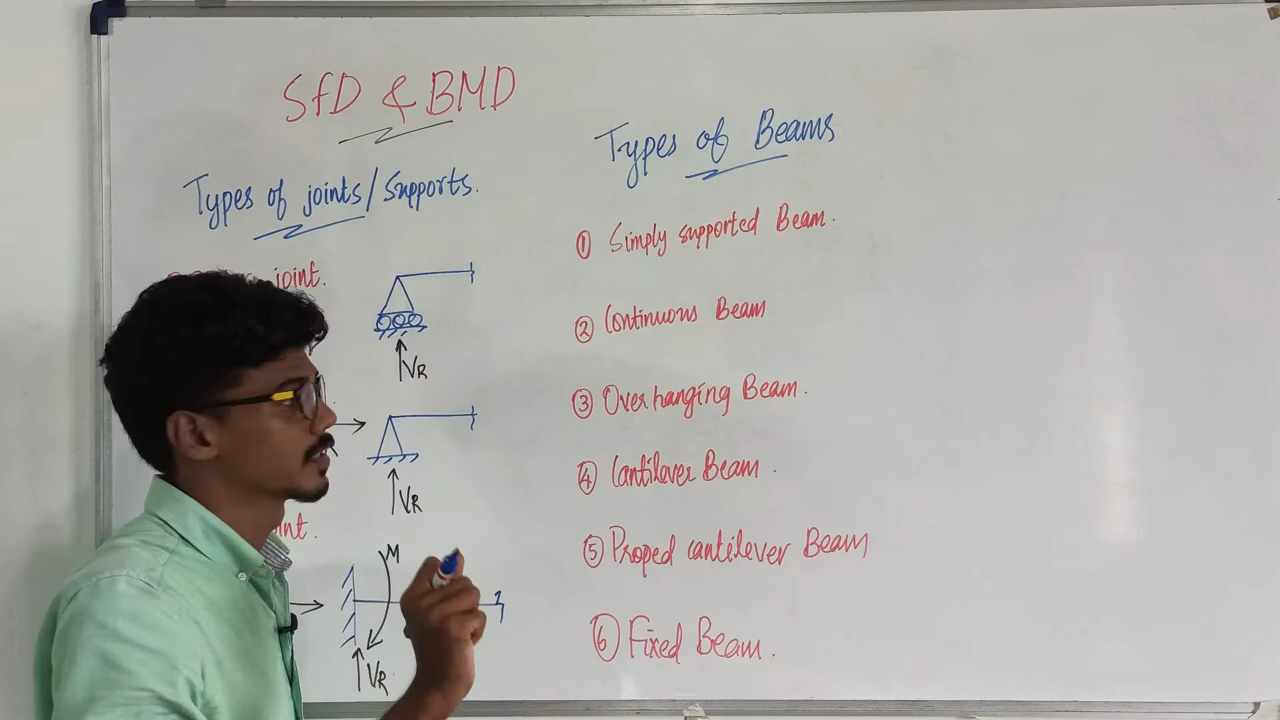 SfD & BMD
Types of joints/Supports.
joint.
VR
VR
M
VR
Types of Beams
① Simply supported Beam.
② Continuous Beam
③ Over hanging Beam.
④ Cantilever Beam.
⑤ Proped cantilever Beam
⑥ Fixed Beam.